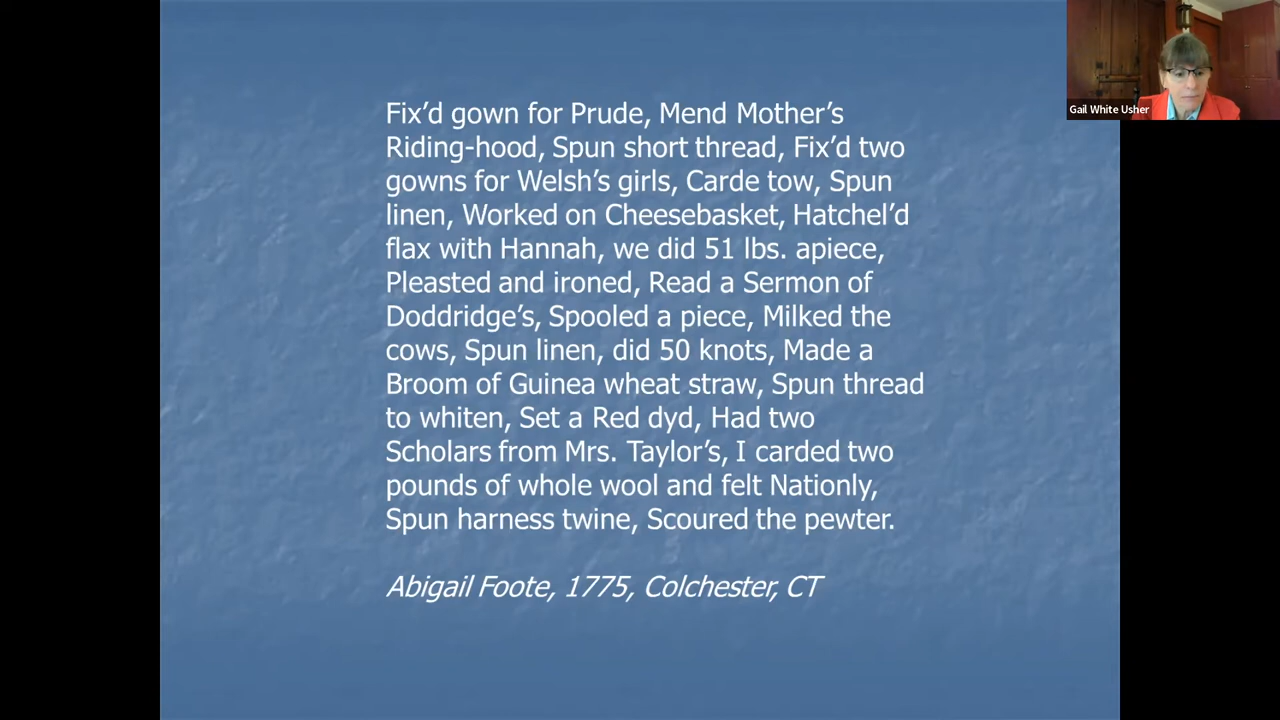 Fix’d gown for Prude, Mend Mother’s
Riding-hood, Spun short thread, Fix’d two
gowns for Welsh’s girls, Carde tow, Spun
linen, Worked on Cheesebasket, Hatchel’d
flax with Hannah, we did 51 lbs. apiece,
Pleasted and ironed, Read a Sermon of
Doddridge’s, Spooled a piece, Milked the
cows, Spun linen, did 50 knots, Made a
Broom of Guinea wheat straw, Spun thread
to whiten, Set a Red dyd, Had two
Scholars from Mrs. Taylor’s, I carded two
pounds of whole wool and felt Nationly,
Spun harness twine, Scoured the pewter.
Abigail Foote, 1775, Colchester, CT
Gail White Usher